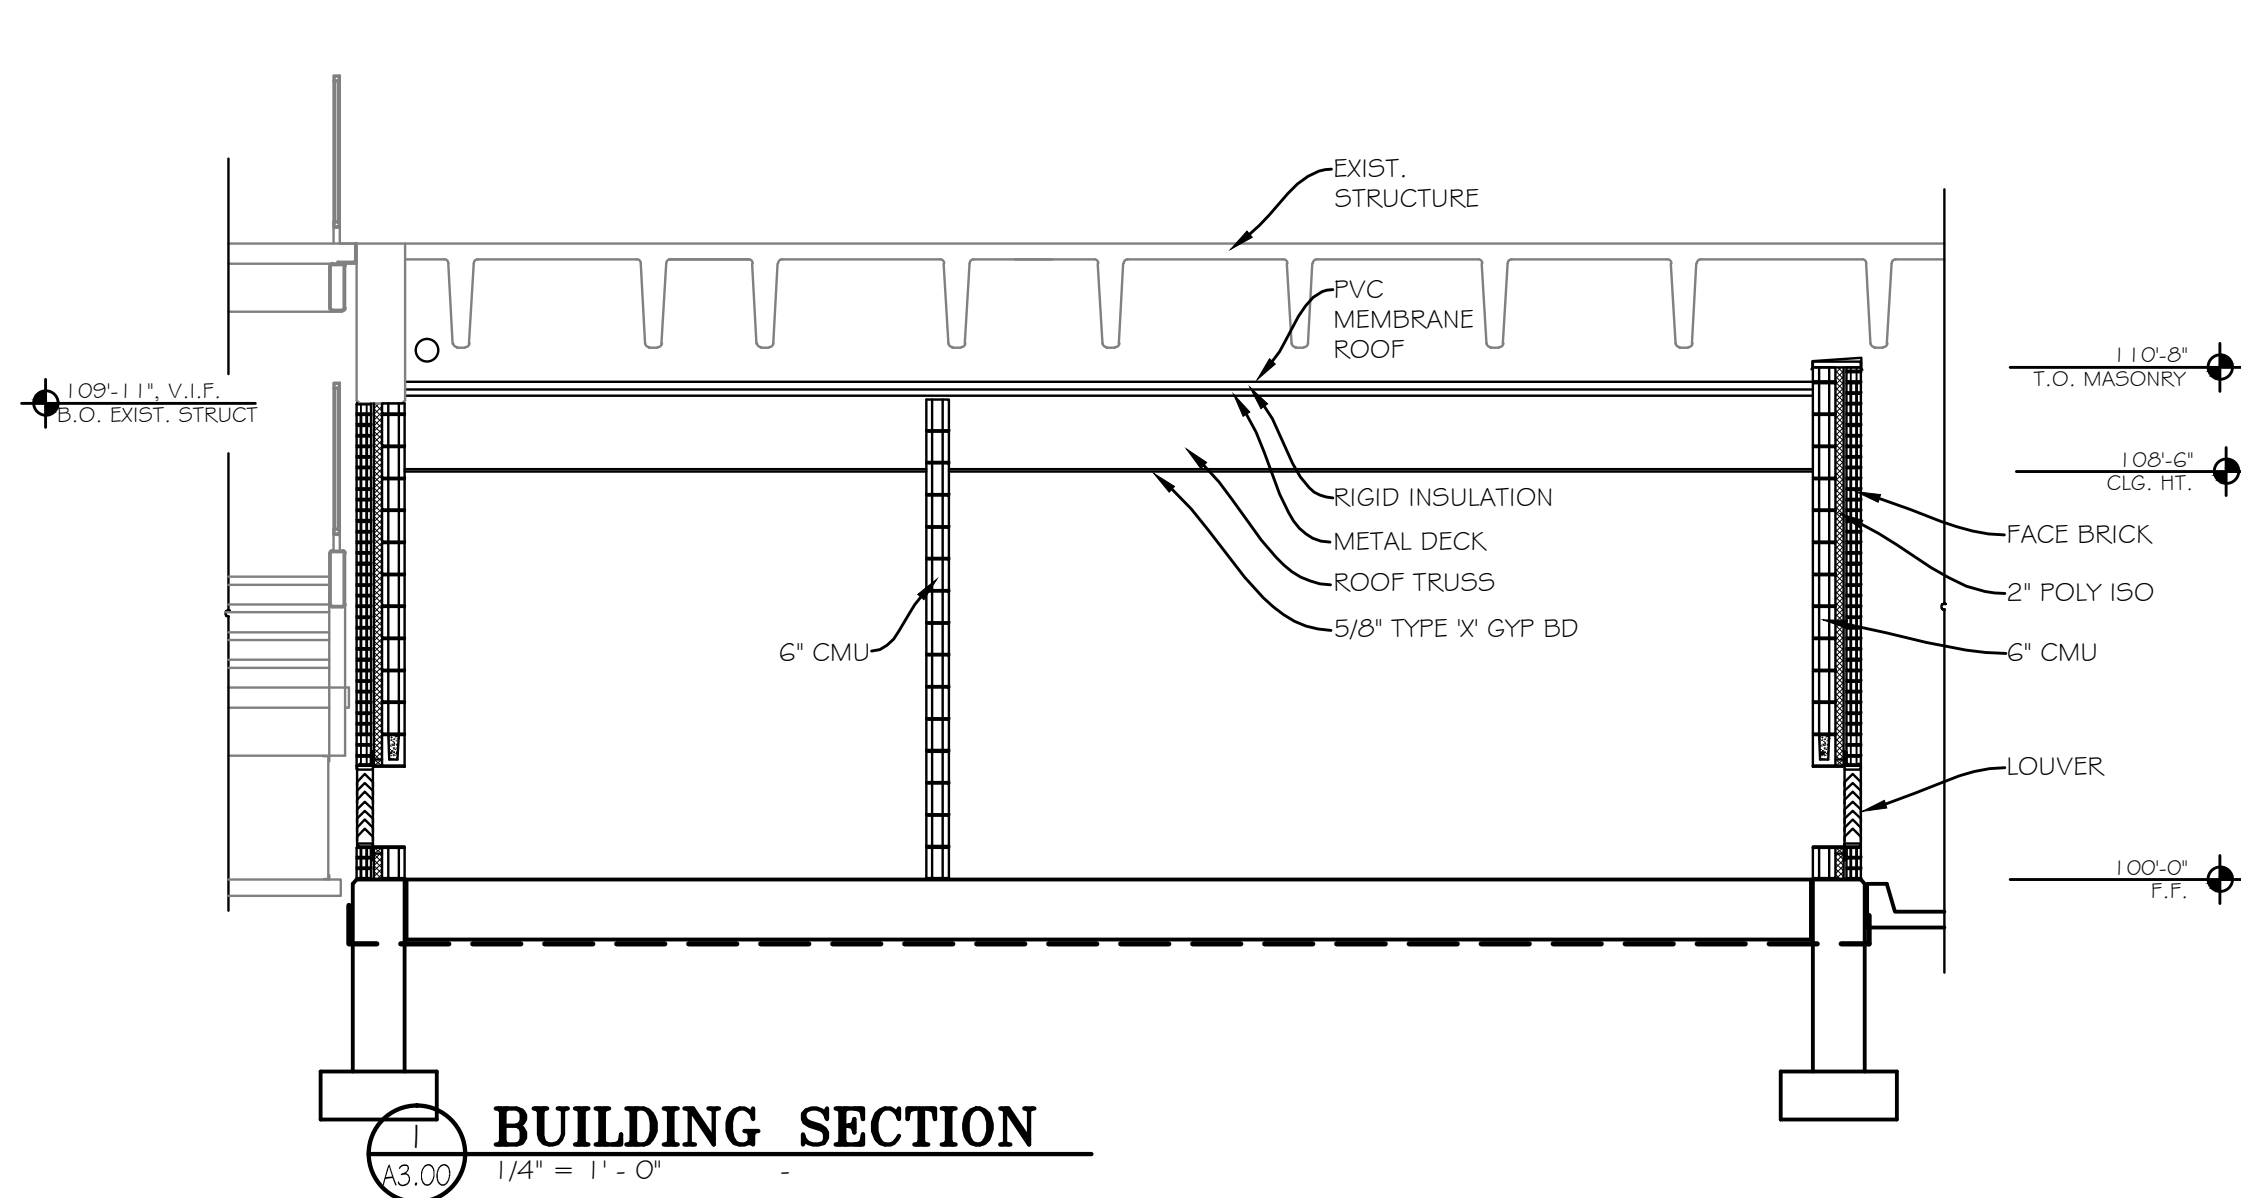 EXIST.
STRUCTURE
PVC
MEMBRANE
ROOF
110'-8"
T.O. MASONRY
109'-11", V.I.F.
B.O. EXIST. STRUCT
108'-6"
CLG. HT.
RIGID INSULATION
METAL DECK
ROOF TRUSS
5/8" TYPE 'X' GYP BD
6" CMU
FACE BRICK
2" POLY ISO
6" CMU
LOUVER
100'-0"
F.F.
1
A3.00
BUILDING SECTION
1/4" = 1' - 0" -